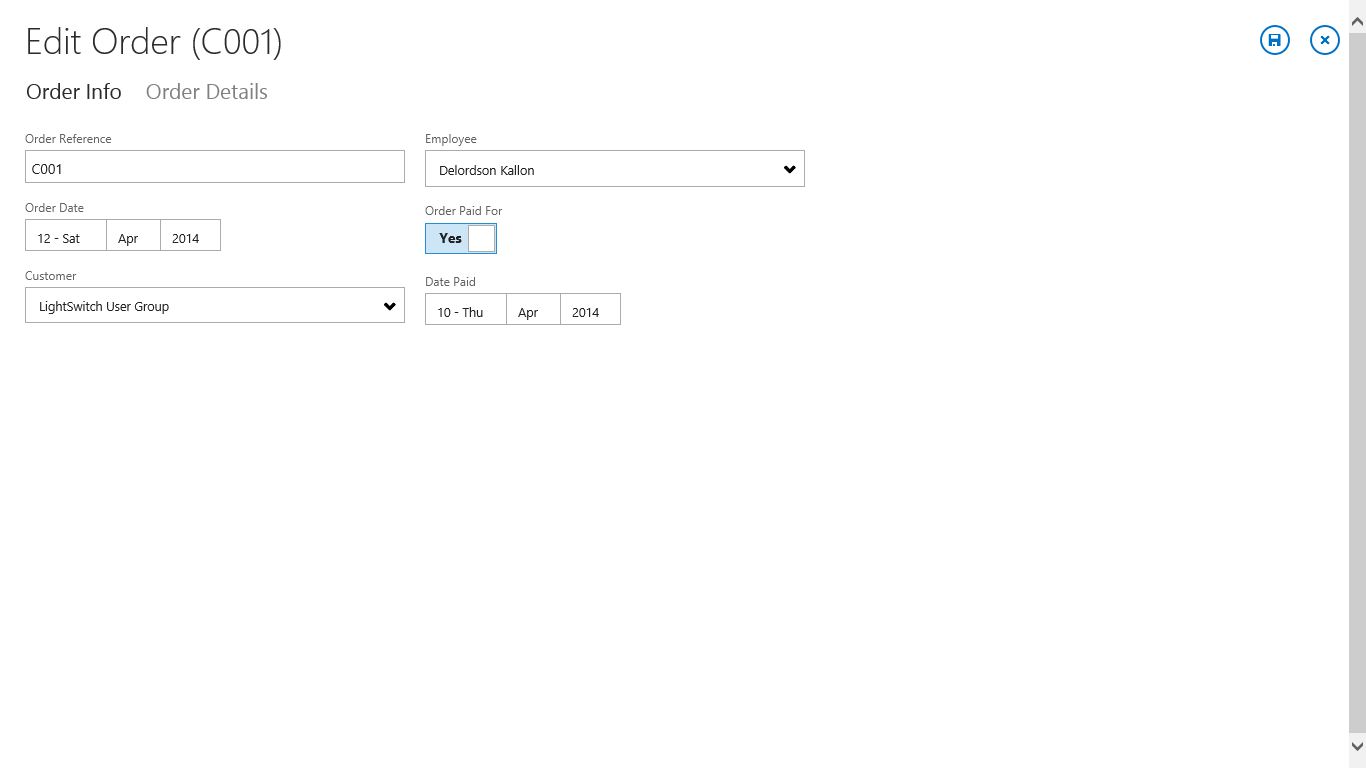 Edit Order (C001)
Order Info Order Details
Order Reference
C001
Order Date
12 - Sat Apr 2014
Customer
LightSwitch User Group
Employee
Delordson Kallon
Order Paid For
Yes
Date Paid
10 - Thu Apr 2014